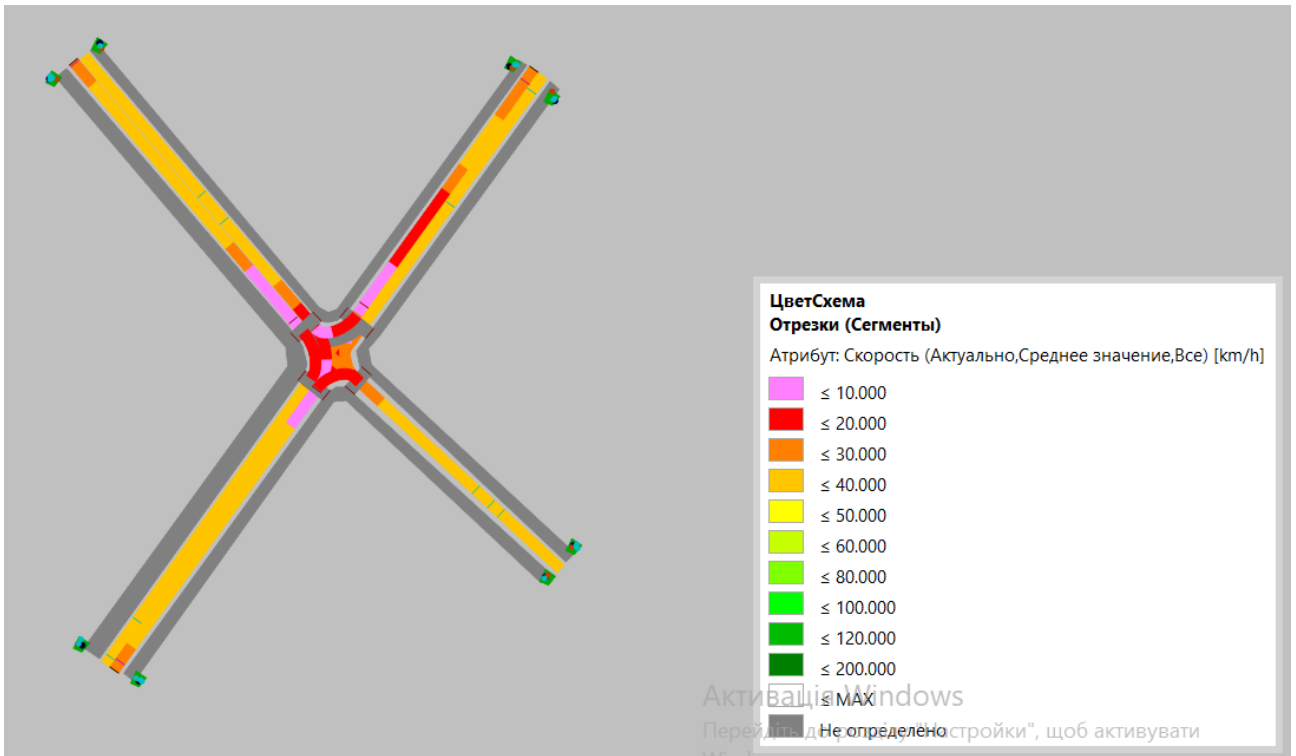 ЦветСхема
Отрезки (Сегменты)
Атрибут: Скорость (Актуально,Среднее значение,Все) [km/h]
≤ 10.000
≤ 20.000
≤ 30.000
≤ 40.000
≤ 50.000
≤ 60.000
≤ 80.000
≤ 100.000
≤ 120.000
≤ 200.000
≤ MAX
Не определено
Активація Windows
Перейдіть до розділу "Настройки", щоб активувати